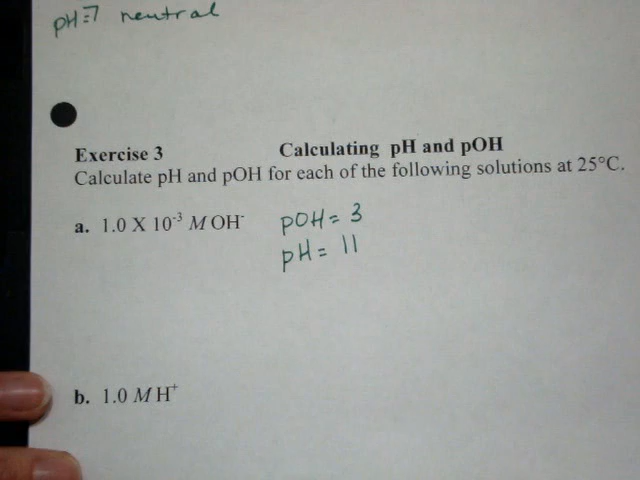 pH=7 neutral
Exercise 3 Calculating pH and pOH
Calculate pH and pOH for each of the following solutions at 25°C.
a. 1.0 X 10⁻³ M OH⁻ pOH = 3
pH = 11
b. 1.0 M H⁺